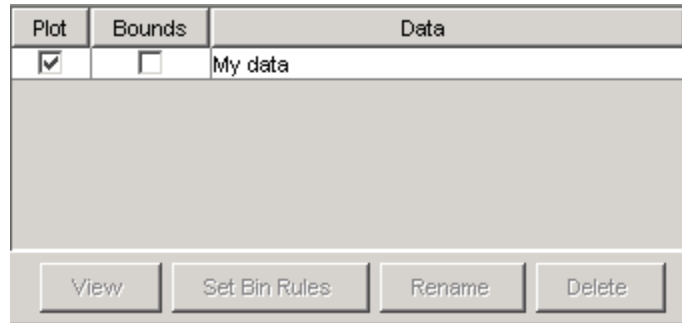 Plot Bounds Data
My data
View Set Bin Rules Rename Delete